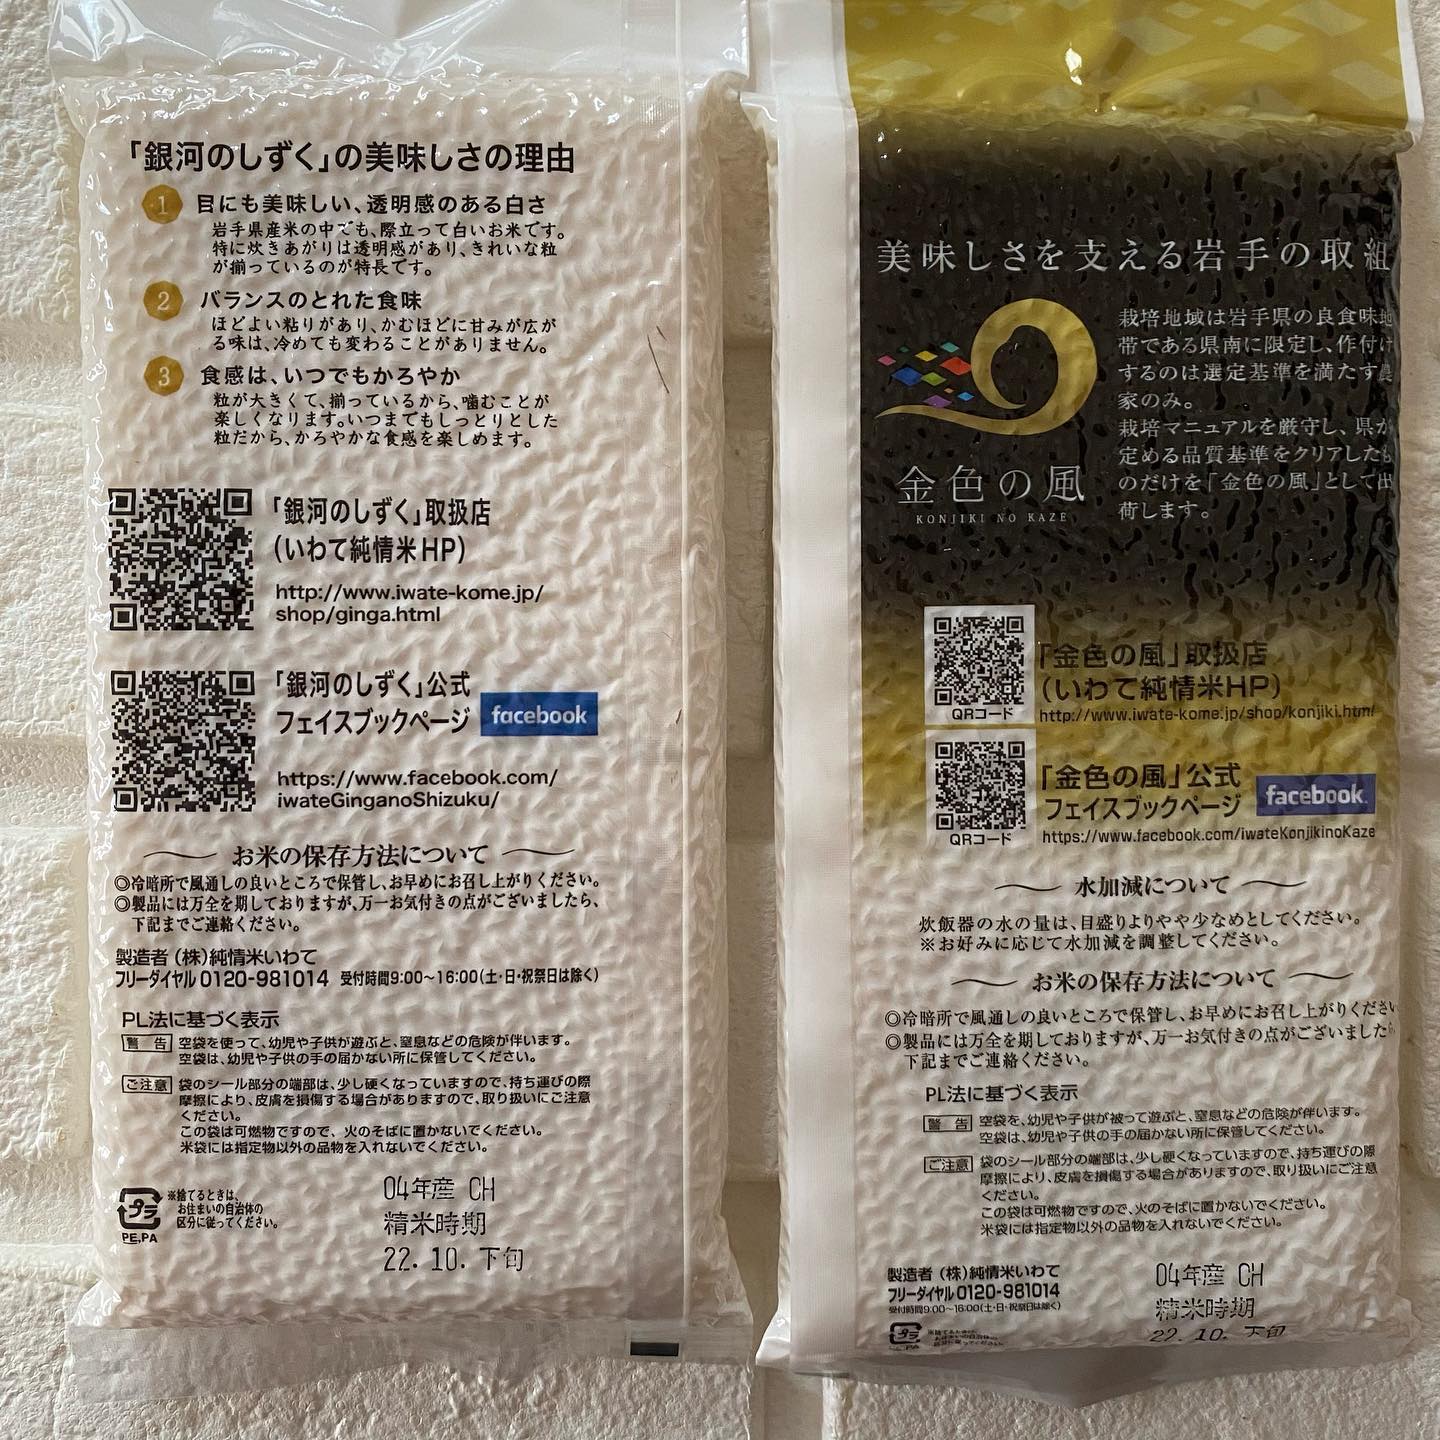 「銀河のしずく」の美味しさの理由
1 目にも美味しい、透明感のある白さ
岩手県産米の中でも、際立って白いお米です。
特に炊きあがりは透明感があり、きれいな粒
が揃っているのが特長です。
2 バランスのとれた食味
ほどよい粘りがあり、かむほどに甘みが広が
る味は、冷めても変わることがありません。
3 食感は、いつでもかろやか
粒が大きくて、揃っているから、噛むことが
楽しくなります。いつまでもしっとりとした
粒だから、かろやかな食感を楽しめます。
「銀河のしずく」取扱店
(いわて純情米HP)
http://www.iwate-kome.jp/
shop/ginga.html
「銀河のしずく」公式
フェイスブックページ facebook
https://www.facebook.com/
iwateGinganoShizuku/
お米の保存方法について
◎冷暗所で風通しの良いところで保管し、お早めにお召し上がりください。
◎製品には万全を期しておりますが、万一お気付きの点がございましたら、
下記までご連絡ください。
製造者(株)純情米いわて
フリーダイヤル0120-981014 受付時間9:00〜16:00(土・日・祝祭日は除く)
PL法に基づく表示
警告 空袋を使って、幼児や子供が遊ぶと、窒息などの危険が伴います。
空袋は、幼児や子供の手の届かない所に保管してください。
ご注意 袋のシール部分の端部は、少し硬くなっていますので、持ち運びの際
摩擦により、皮膚を損傷する場合がありますので、取り扱いにご注意
ください。
この袋は可燃物ですので、火のそばに置かないでください。
米袋には指定物以外の品物を入れないでください。
プラ
PE,PA
※捨てるときは、
お住まいの自治体の
区分に従ってください。
04年産 CH
精米時期
22.10.下旬
美味しさを支える岩手の取組
金色の風
KONJIKI NO KAZE
栽培地域は岩手県の良食味地
帯である県南に限定し、作付け
するのは選定基準を満たす農
家のみ。
栽培マニュアルを厳守し、県が
定める品質基準をクリアしたも
のだけを「金色の風」として出
荷します。
QRコード
「金色の風」取扱店
(いわて純情米HP)
http://www.iwate-kome.jp/shop/konjiki.html
QRコード
「金色の風」公式
フェイスブックページ facebook
https://www.facebook.com/iwateKonjikinoKaze
水加減について
炊飯器の水の量は、目盛りよりやや少なめとしてください。
※お好みに応じて水加減を調整してください。
お米の保存方法について
◎冷暗所で風通しの良いところで保管し、お早めにお召し上がりください
◎製品には万全を期しておりますが、万一お気付きの点がございましたら
下記までご連絡ください。
PL法に基づく表示
警告 空袋を、幼児や子供が被って遊ぶと、窒息などの危険が伴います。
空袋は、幼児や子供の手の届かない所に保管してください。
ご注意 袋のシール部分の端部は、少し硬くなっていますので、持ち運びの際
摩擦により、皮膚を損傷する場合がありますので、取り扱いにご注意
ください。
この袋は可燃物ですので、火のそばに置かないでください。
米袋には指定物以外の品物を入れないでください。
製造者(株)純情米いわて
フリーダイヤル0120-981014
受付時間9:00〜16:00(土・日・祝祭日は除く)
プラ
04年産 CH
精米時期
22.10.下旬